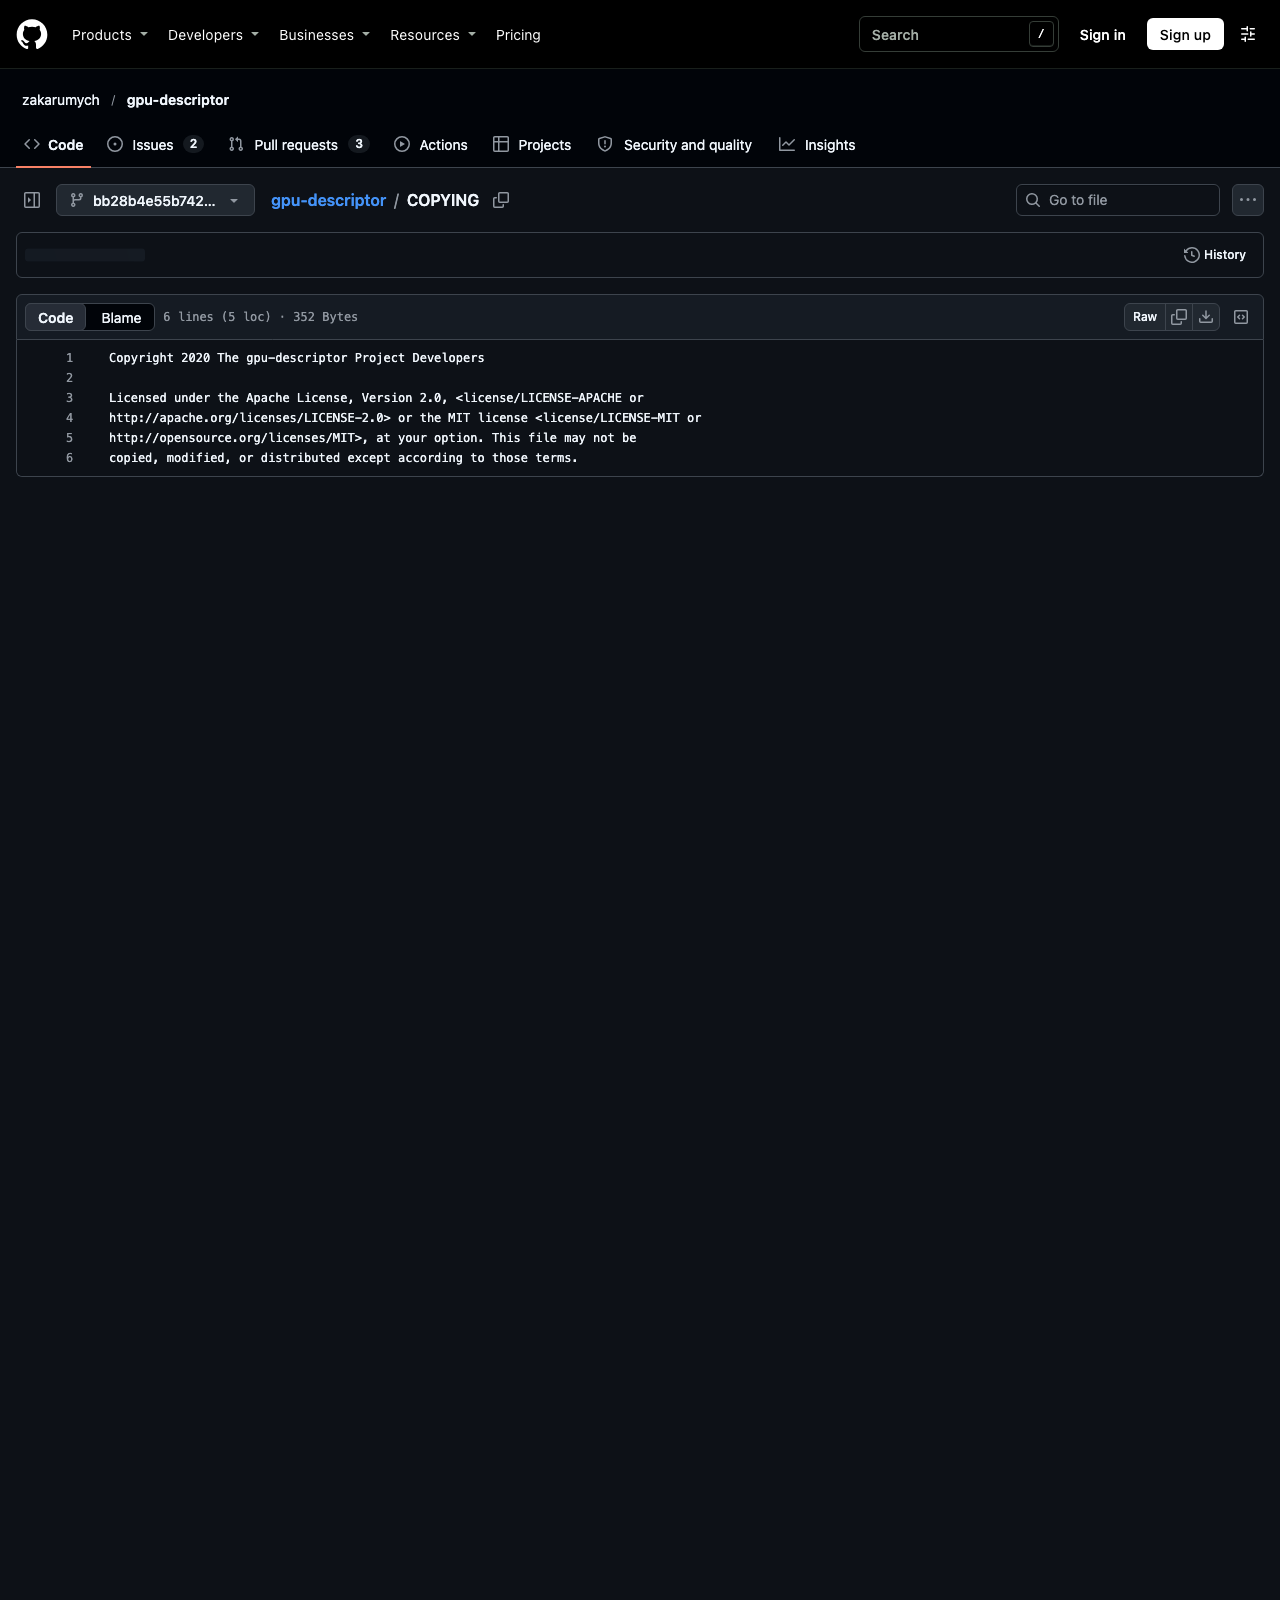 Products Developers Businesses Resources Pricing Search / Sign in Sign up
zakarumych / gpu-descriptor
Code Issues 2 Pull requests 3 Actions Projects Security and quality Insights
bb28b4e55b742... gpu-descriptor / COPYING Go to file
History
Code Blame 6 lines (5 loc) · 352 Bytes Raw
1 Copyright 2020 The gpu-descriptor Project Developers
2
3 Licensed under the Apache License, Version 2.0, <license/LICENSE-APACHE or
4 http://apache.org/licenses/LICENSE-2.0> or the MIT license <license/LICENSE-MIT or
5 http://opensource.org/licenses/MIT>, at your option. This file may not be
6 copied, modified, or distributed except according to those terms.